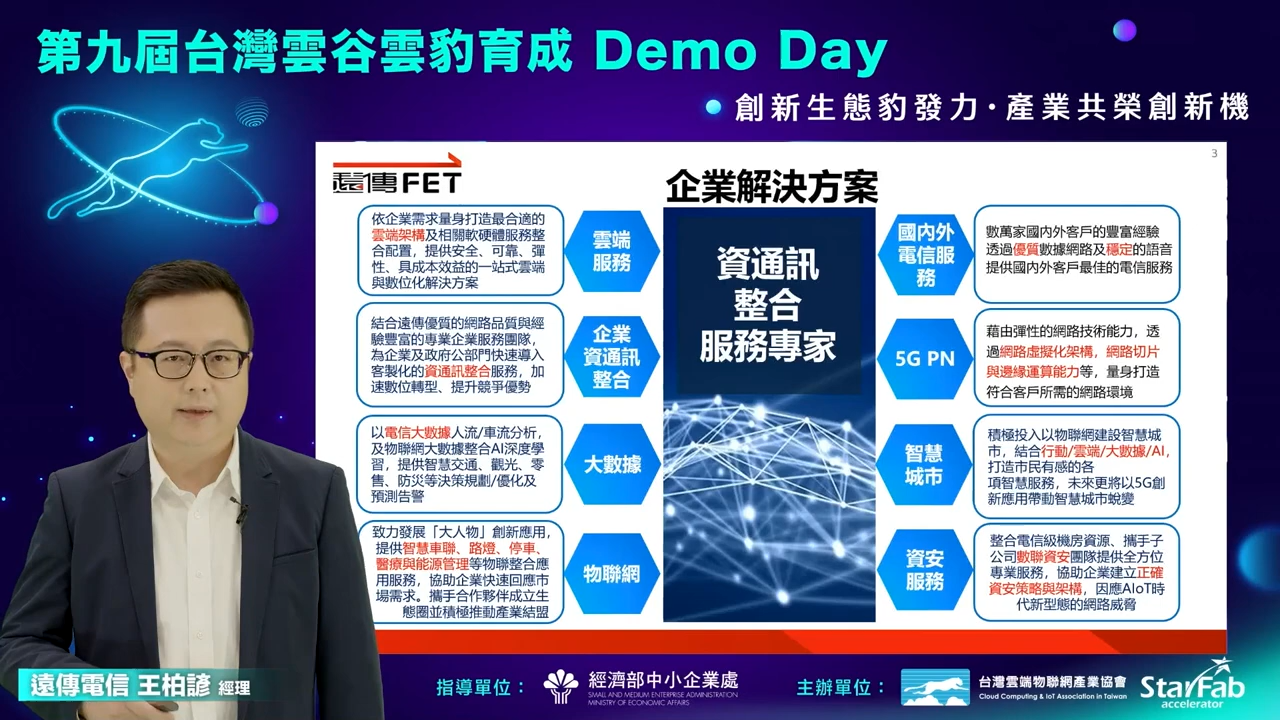 第九屆台灣雲谷雲豹育成 Demo Day
創新生態豹發力·產業共榮創新機
3
遠傳FET
企業解決方案
依企業需求量身打造最合適的
雲端架構及相關軟硬體服務整
合配置，提供安全、可靠、彈
性、具成本效益的一站式雲端
與數位化解決方案
雲端
服務
結合遠傳優質的網路品質與經
驗豐富的專業企業服務團隊，
為企業及政府公部門快速導入
客製化的資通訊整合服務，加
速數位轉型、提升競爭優勢
企業
資通訊
整合
以電信大數據人流/車流分析，
及物聯網大數據整合AI深度學
習，提供智慧交通、觀光、零
售、防災等決策規劃/優化及
預測告警
大數據
致力發展「大人物」創新應用，
提供智慧車聯、路燈、停車、
醫療與能源管理等物聯整合應
用服務，協助企業快速回應市
場需求。攜手合作夥伴成立生
態圈並積極推動產業結盟
物聯網
資通訊
整合
服務專家
國內外
電信服
務
數萬家國內外客戶的豐富經驗
透過優質數據網路及穩定的語音
提供國內外客戶最佳的電信服務
5G PN
藉由彈性的網路技術能力，透
過網路虛擬化架構，網路切片
與邊緣運算能力等，量身打造
符合客戶所需的網路環境
智慧
城市
積極投入以物聯網建設智慧城
市，結合行動/雲端/大數據/AI，
打造市民有感的各
項智慧服務，未來更將以5G創
新應用帶動智慧城市蛻變
資安
服務
整合電信級機房資源、攜手子
公司數聯資安團隊提供全方位
專業服務，協助企業建立正確
資安策略與架構，因應AIoT時
代新型態的網路威脅
遠傳電信 王柏諺 經理
指導單位：
經濟部中小企業處
SMALL AND MEDIUM ENTERPRISE ADMINISTRATION
MINISTRY OF ECONOMIC AFFAIRS
主辦單位：
台灣雲端物聯網產業協會
Cloud Computing & IoT Association in Taiwan
StarFab
accelerator